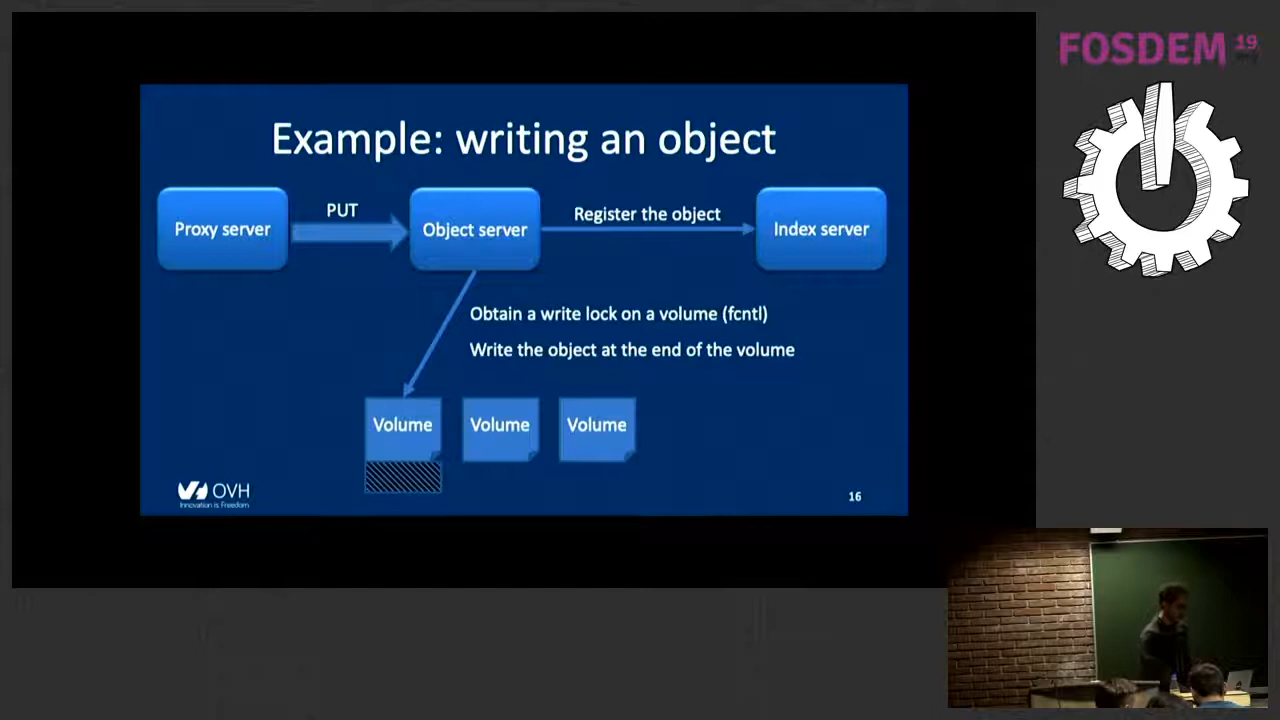 FOSDEM 19
Example: writing an object
Proxy server
PUT
Object server
Register the object
Index server
Obtain a write lock on a volume (fcntl)
Write the object at the end of the volume
Volume
Volume
Volume
OVH
Innovation is Freedom
16